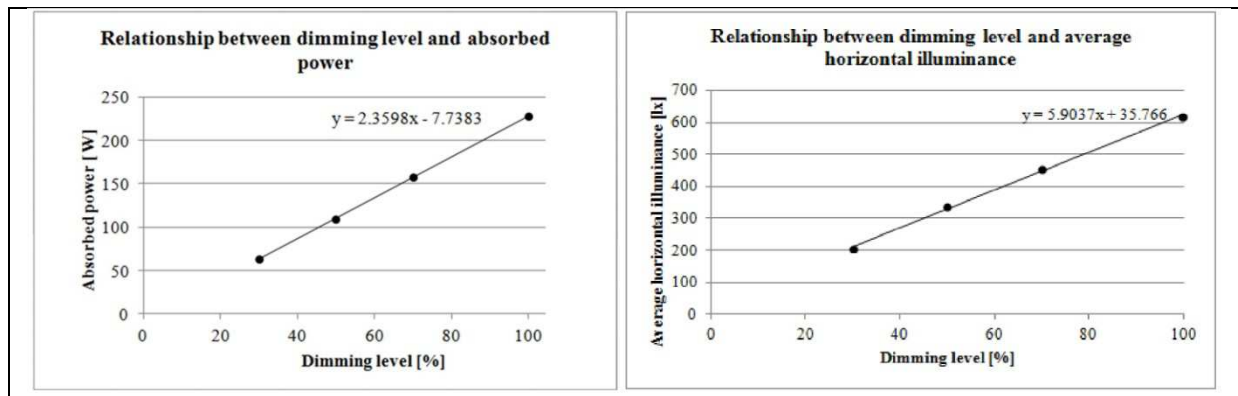 Relationship between dimming level and absorbed
power
Absorbed power [W]
250
200
150
100
50
0
y = 2.3598x - 7.7383
0 20 40 60 80 100
Dimming level [%]
Relationship between dimming level and average
horizontal illuminance
Average horizontal illuminance [lx]
700
600
500
400
300
200
100
0
y = 5.9037x + 35.766
0 20 40 60 80 100
Dimming level [%]